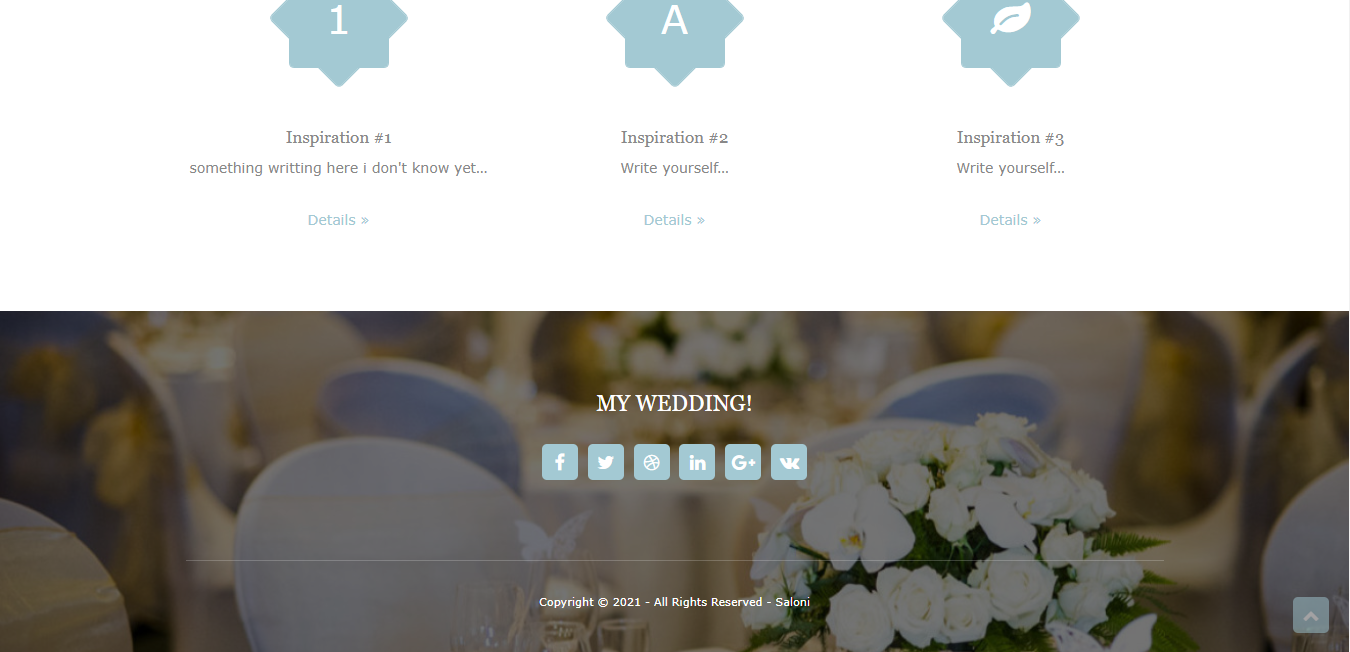 1 A
Inspiration #1 Inspiration #2 Inspiration #3
something writting here i don't know yet... Write yourself... Write yourself...
Details » Details » Details »
MY WEDDING!
Copyright © 2021 - All Rights Reserved - Saloni